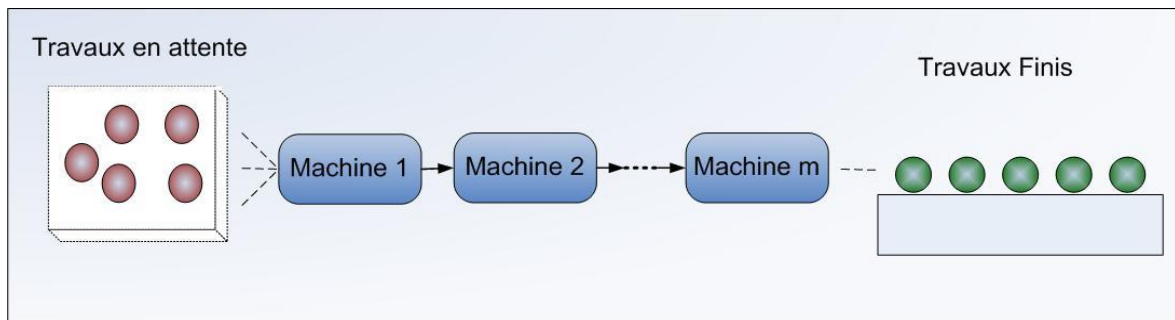 Travaux en attente
Travaux Finis
Machine 1
Machine 2
Machine m